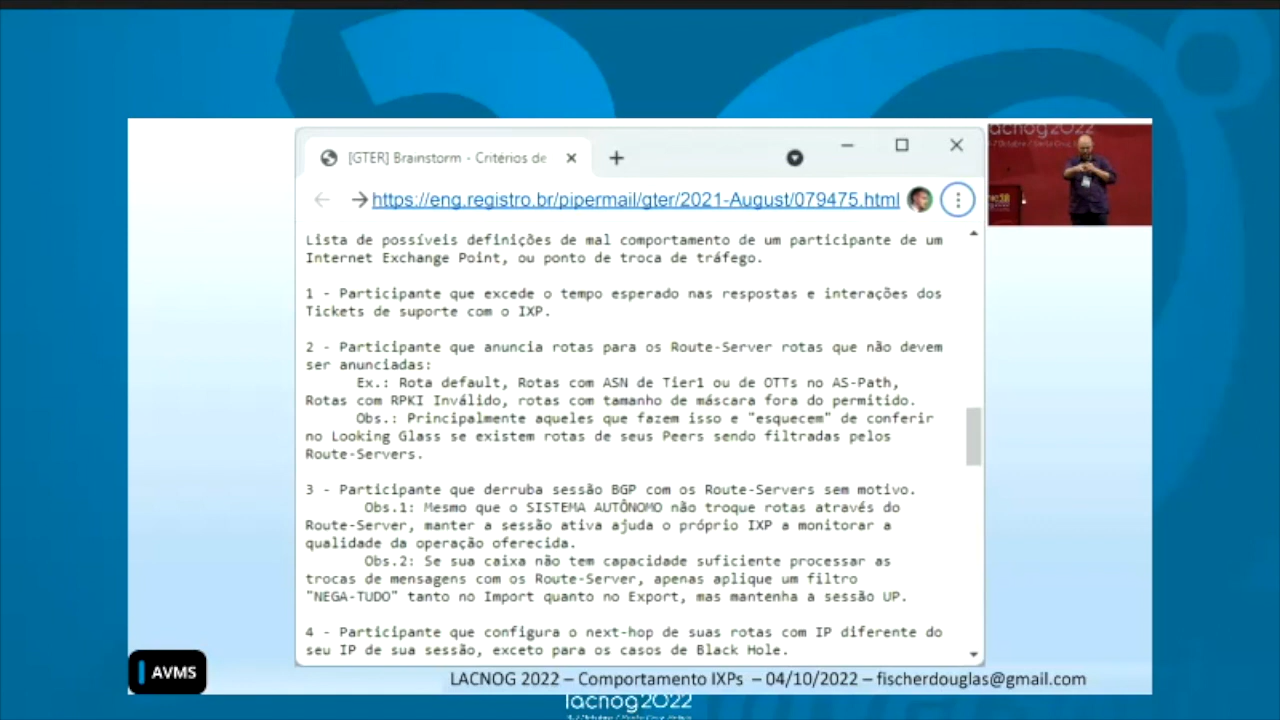 [GTER] Brainstorm - Critérios de
https://eng.registro.br/pipermail/gter/2021-August/079475.html
lacnog2022
Lista de possíveis definições de mal comportamento de um participante de um
Internet Exchange Point, ou ponto de troca de tráfego.
1 - Participante que excede o tempo esperado nas respostas e interações dos
Tickets de suporte com o IXP.
2 - Participante que anuncia rotas para os Route-Server rotas que não devem
ser anunciadas:
Ex.: Rota default, Rotas com ASN de Tier1 ou de OTTs no AS-Path,
Rotas com RPKI Inválido, rotas com tamanho de máscara fora do permitido.
Obs.: Principalmente aqueles que fazem isso e "esquecem" de conferir
no Looking Glass se existem rotas de seus Peers sendo filtradas pelos
Route-Servers.
3 - Participante que derruba sessão BGP com os Route-Servers sem motivo.
Obs.1: Mesmo que o SISTEMA AUTÔNOMO não troque rotas através do
Route-Server, manter a sessão ativa ajuda o próprio IXP a monitorar a
qualidade da operação oferecida.
Obs.2: Se sua caixa não tem capacidade suficiente processar as
trocas de mensagens com os Route-Server, apenas aplique um filtro
"NEGA-TUDO" tanto no Import quanto no Export, mas mantenha a sessão UP.
4 - Participante que configura o next-hop de suas rotas com IP diferente do
seu IP de sua sessão, exceto para os casos de Black Hole.
AVMS
LACNOG 2022 – Comportamento IXPs – 04/10/2022 – fischerdouglas@gmail.com
lacnog2022